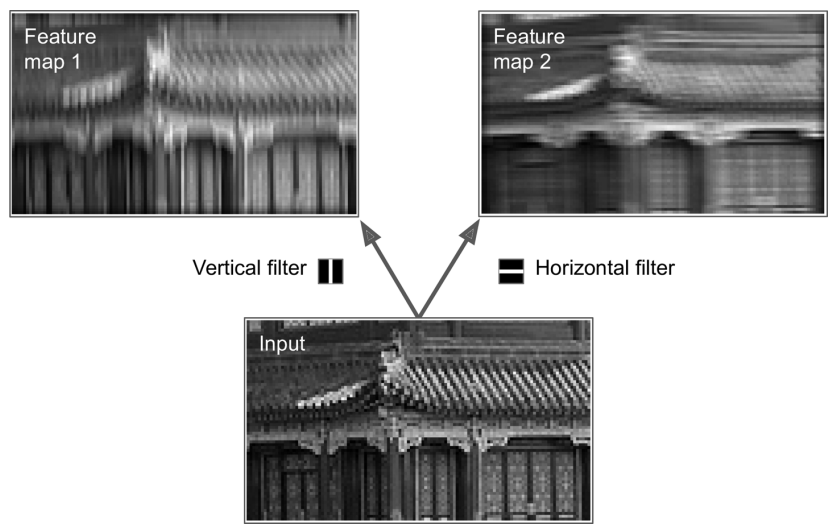 Feature
map 1
Feature
map 2
Vertical filter
Horizontal filter
Input